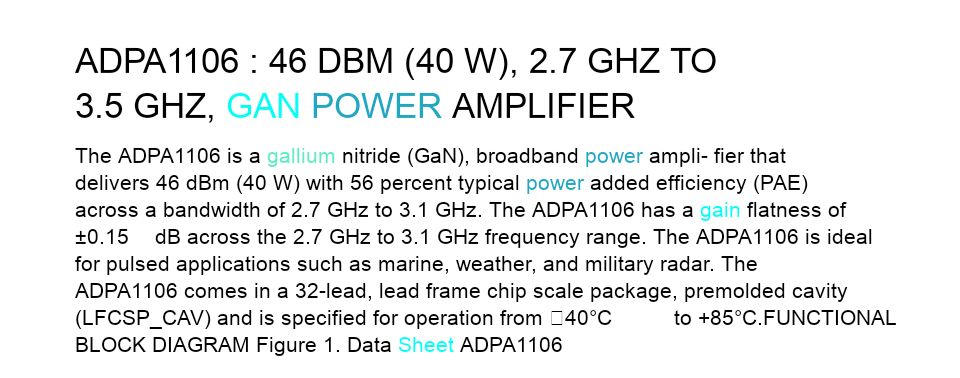 ADPA1106 : 46 DBM (40 W), 2.7 GHZ TO
3.5 GHZ, GAN POWER AMPLIFIER
The ADPA1106 is a gallium nitride (GaN), broadband power ampli- fier that
delivers 46 dBm (40 W) with 56 percent typical power added efficiency (PAE)
across a bandwidth of 2.7 GHz to 3.1 GHz. The ADPA1106 has a gain flatness of
±0.15 dB across the 2.7 GHz to 3.1 GHz frequency range. The ADPA1106 is ideal
for pulsed applications such as marine, weather, and military radar. The
ADPA1106 comes in a 32-lead, lead frame chip scale package, premolded cavity
(LFCSP_CAV) and is specified for operation from □40°C to +85°C.FUNCTIONAL
BLOCK DIAGRAM Figure 1. Data Sheet ADPA1106